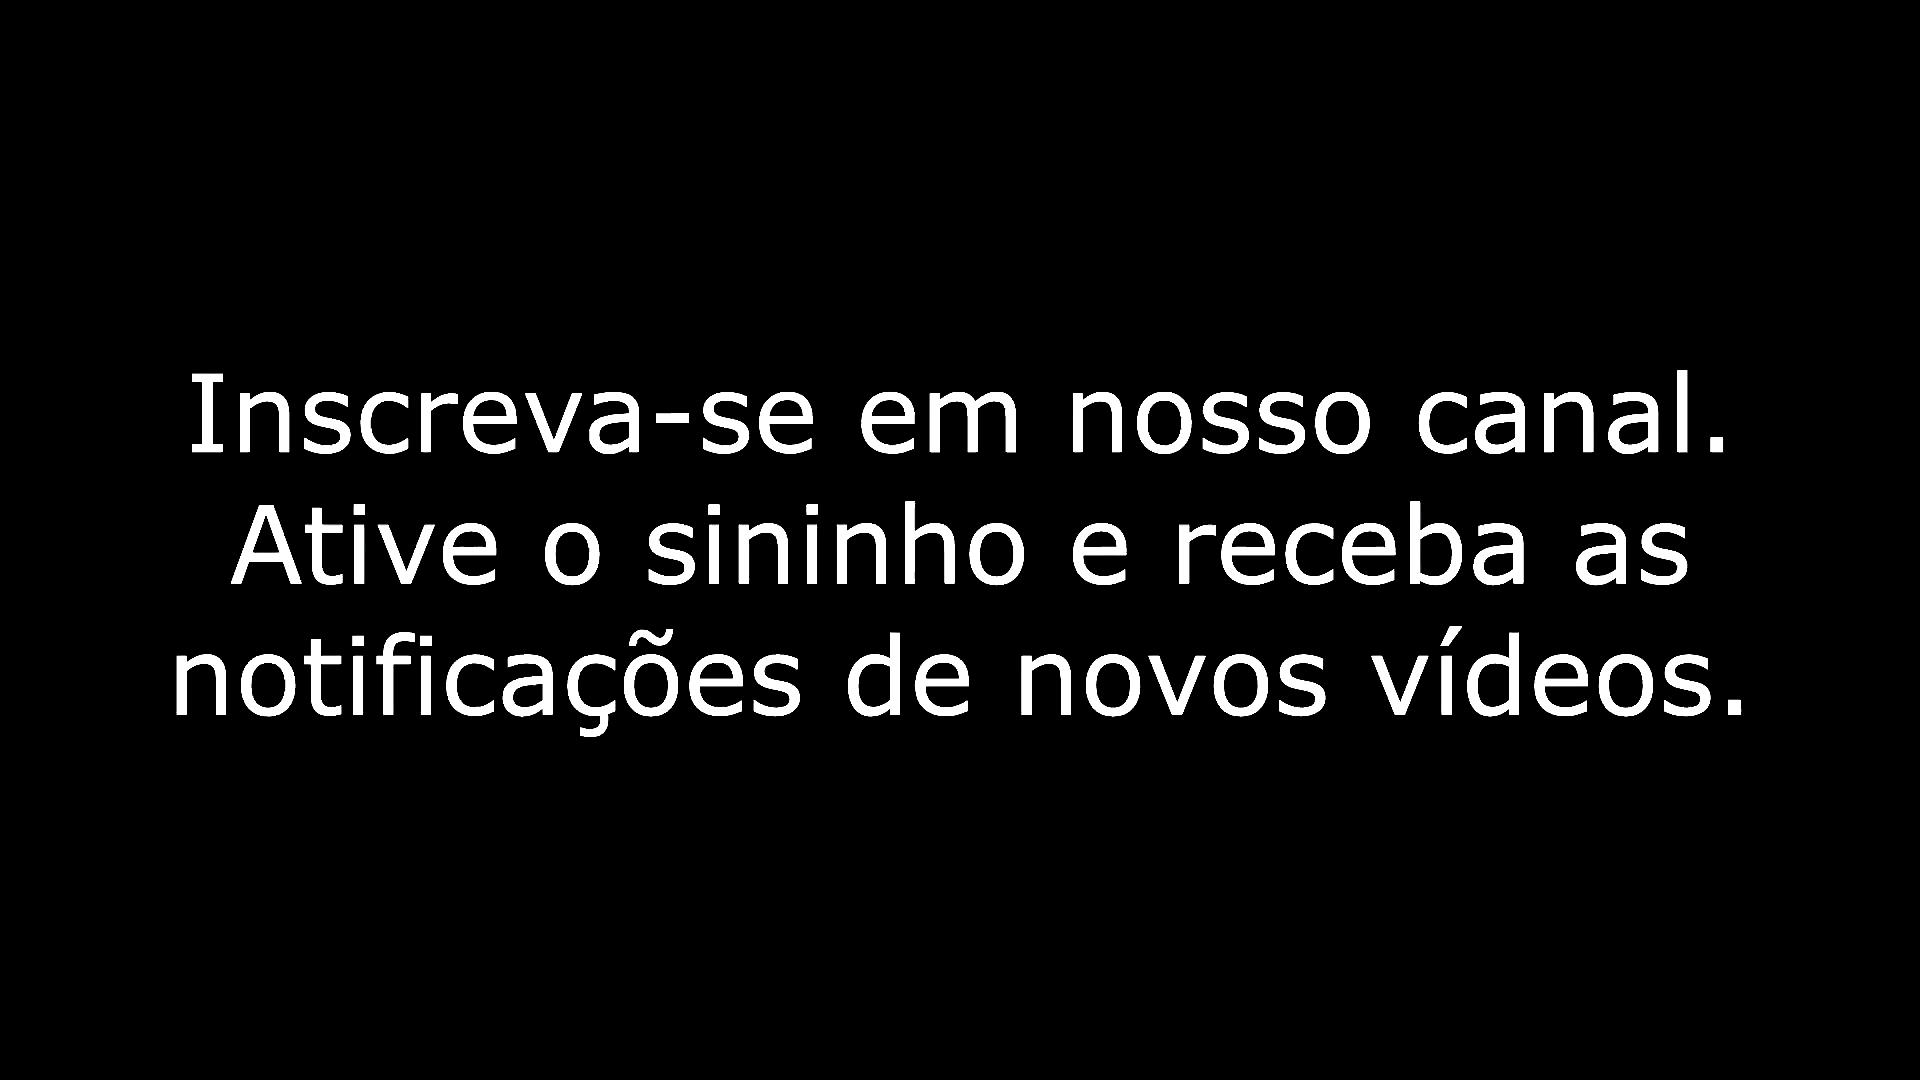 Inscreva-se em nosso canal.
Ative o sininho e receba as
notificações de novos vídeos.